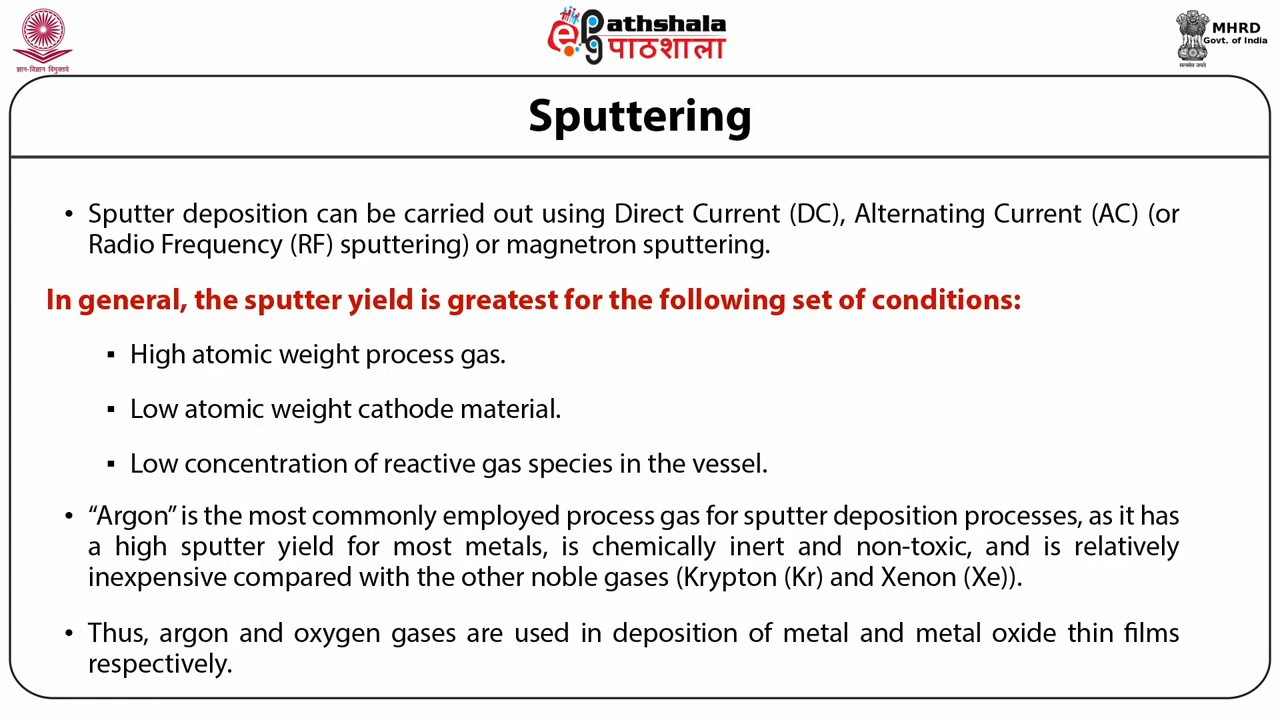 ज्ञान-विज्ञान विमुक्तये
ePG Pathshala
पाठशाला
MHRD
Govt. of India
सत्यमेव जयते
Sputtering
• Sputter deposition can be carried out using Direct Current (DC), Alternating Current (AC) (or
Radio Frequency (RF) sputtering) or magnetron sputtering.
In general, the sputter yield is greatest for the following set of conditions:
▪ High atomic weight process gas.
▪ Low atomic weight cathode material.
▪ Low concentration of reactive gas species in the vessel.
• “Argon” is the most commonly employed process gas for sputter deposition processes, as it has
a high sputter yield for most metals, is chemically inert and non-toxic, and is relatively
inexpensive compared with the other noble gases (Krypton (Kr) and Xenon (Xe)).
• Thus, argon and oxygen gases are used in deposition of metal and metal oxide thin films
respectively.